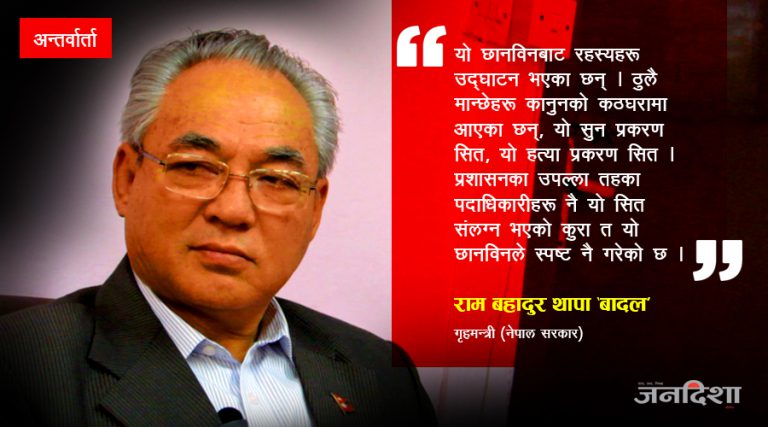 अन्तर्वार्ता
“
यो छानविनबाट रहस्यहरू
उद्घाटन भएका छन् । ठुलै
मान्छेहरू कानुनको कठघरामा
आएका छन्, यो सुन प्रकरण
सित, यो हत्या प्रकरण सित ।
प्रशासनका उपल्ला तहका
पदाधिकारीहरू नै यो सित
संलग्न भएको कुरा त यो
छानविनले स्पष्ट नै गरेको छ ।
”
राम बहादुर थापा ‘बादल’
गृहमन्त्री (नेपाल सरकार)
जनदिशा